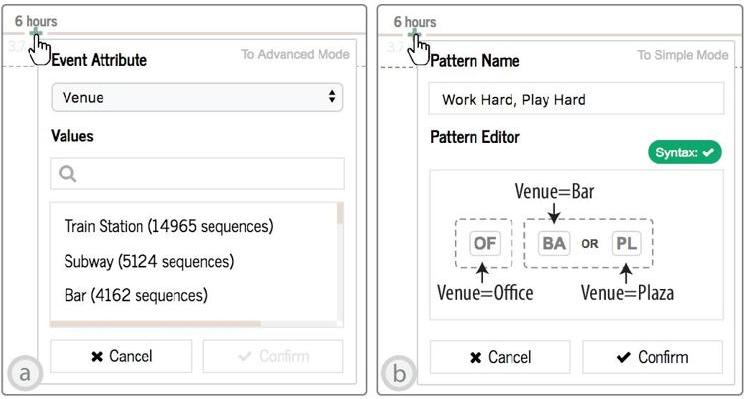 6 hours
3.7
To Advanced Mode
Event Attribute
Venue
Values
Train Station (14965 sequences)
Subway (5124 sequences)
Bar (4162 sequences)
✖ Cancel
✔ Confirm
a
6 hours
3.7
To Simple Mode
Pattern Name
Work Hard, Play Hard
Pattern Editor
Syntax: ✔
Venue=Bar
OF BA OR PL
Venue=Office Venue=Plaza
✖ Cancel ✔ Confirm
b